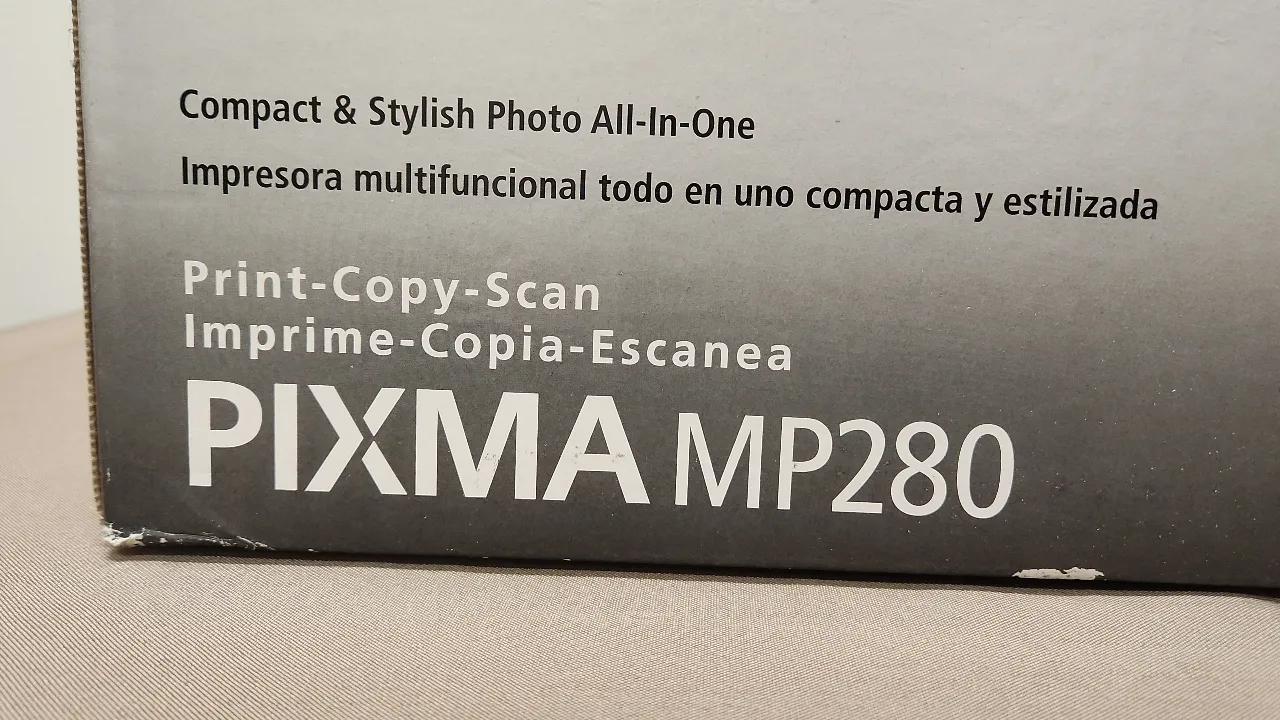 Compact & Stylish Photo All-In-One
Impresora multifuncional todo en uno compacta y estilizada
Print-Copy-Scan
Imprime-Copia-Escanea
PIXMA MP280